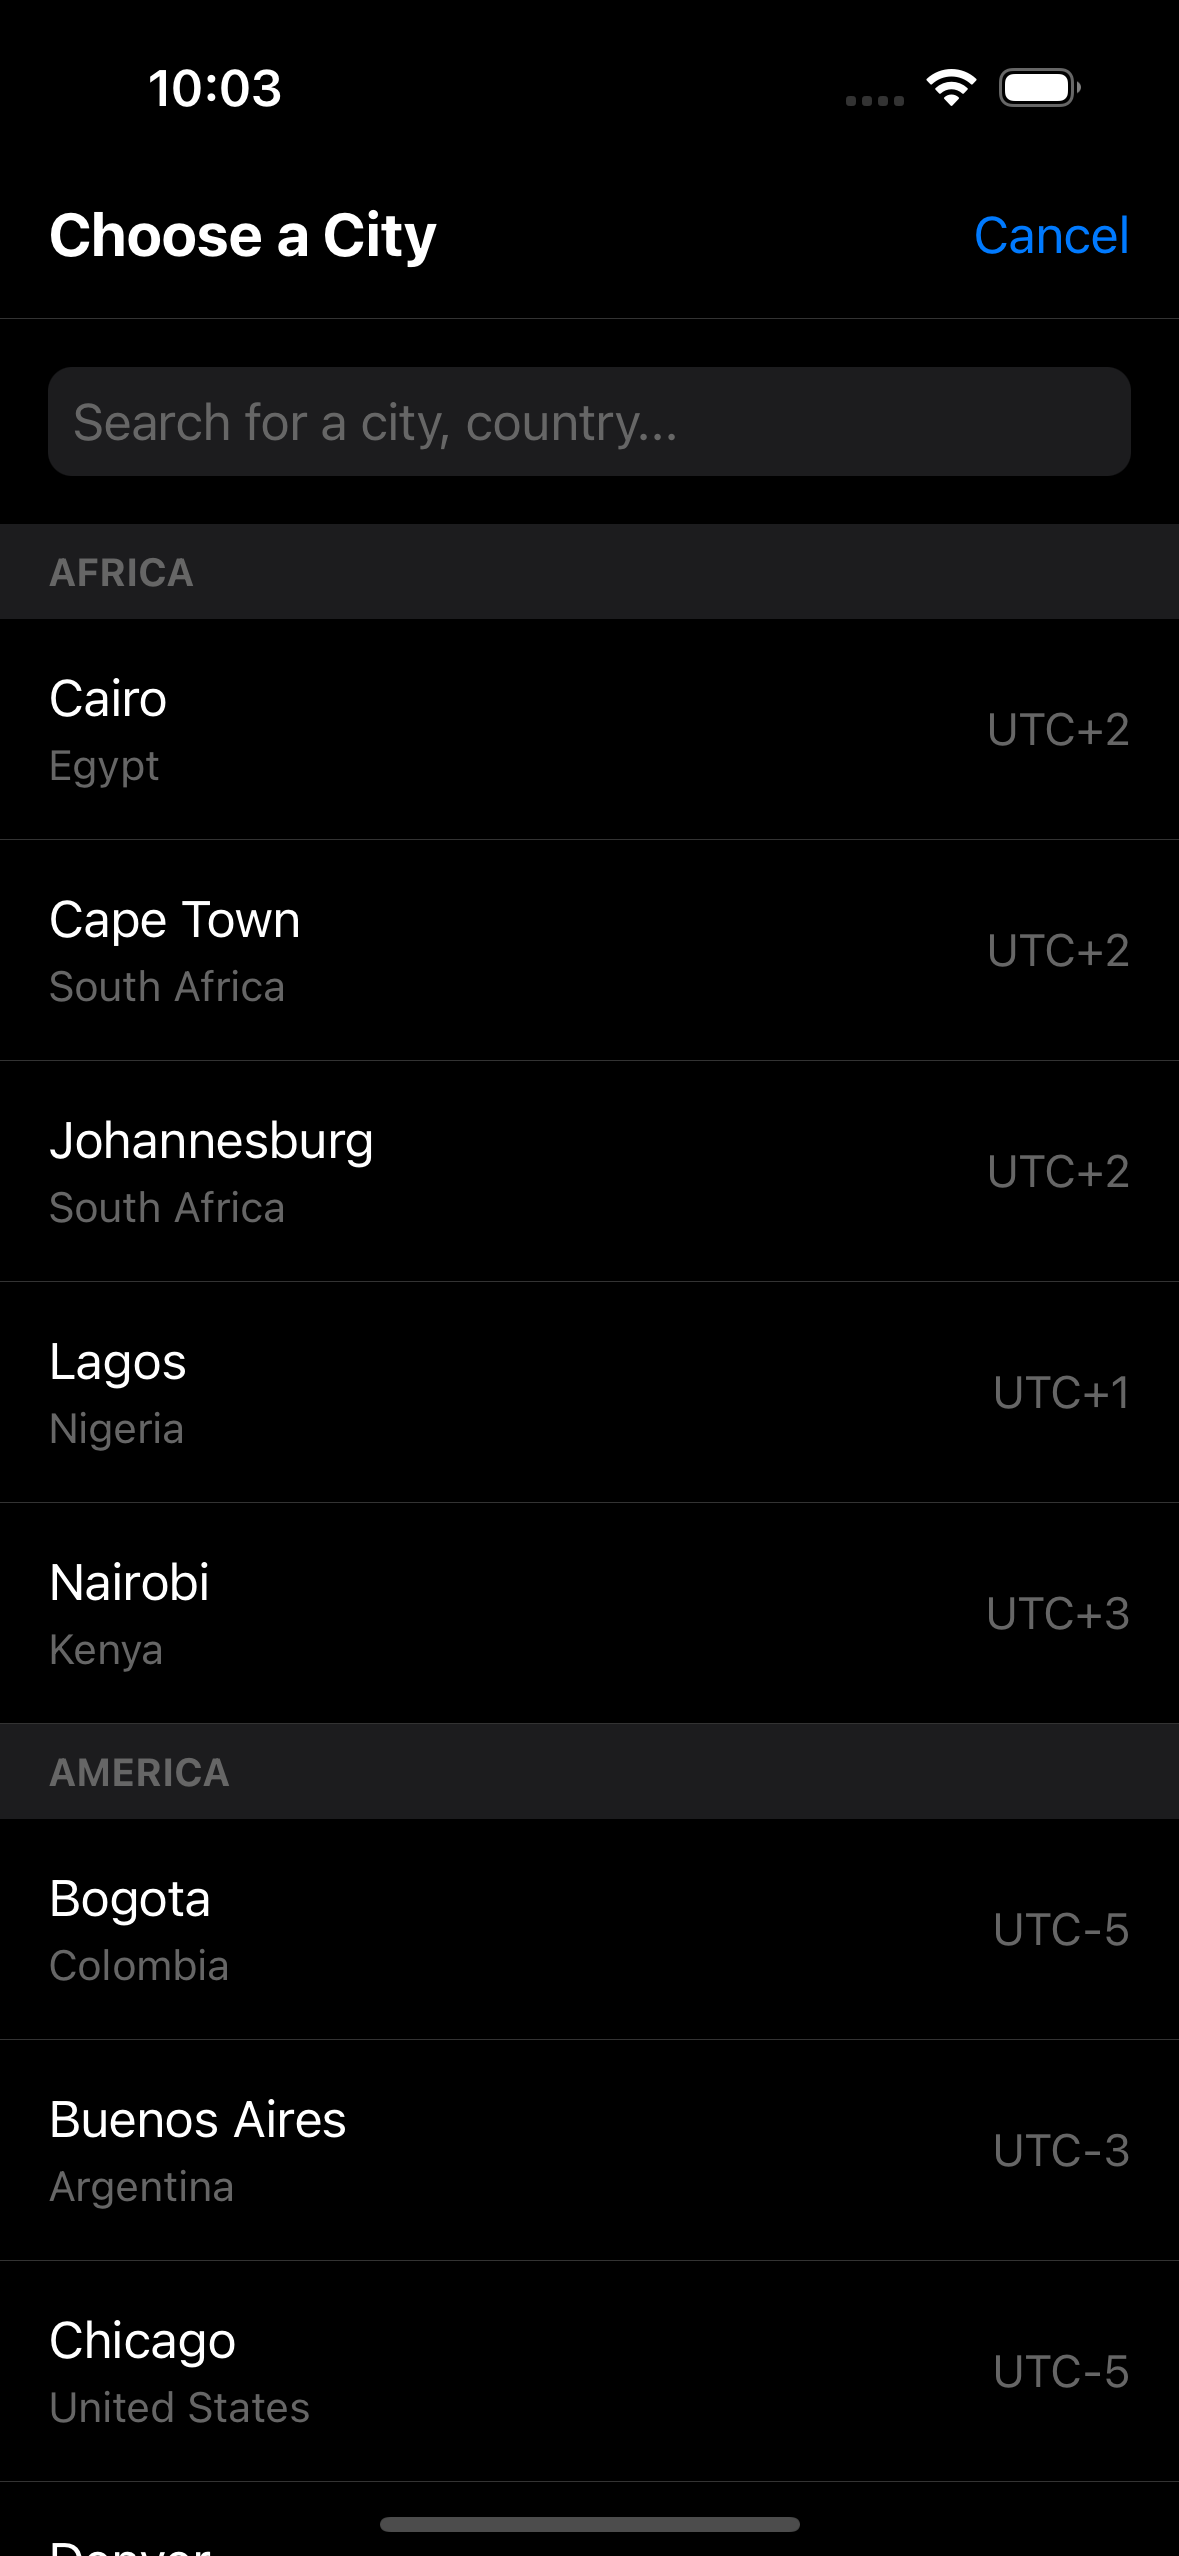 10:03
Choose a City
Cancel
Search for a city, country...
AFRICA
Cairo
UTC+2
Egypt
Cape Town
UTC+2
South Africa
Johannesburg
UTC+2
South Africa
Lagos
UTC+1
Nigeria
Nairobi
UTC+3
Kenya
AMERICA
Bogota
UTC-5
Colombia
Buenos Aires
UTC-3
Argentina
Chicago
UTC-5
United States
Denver